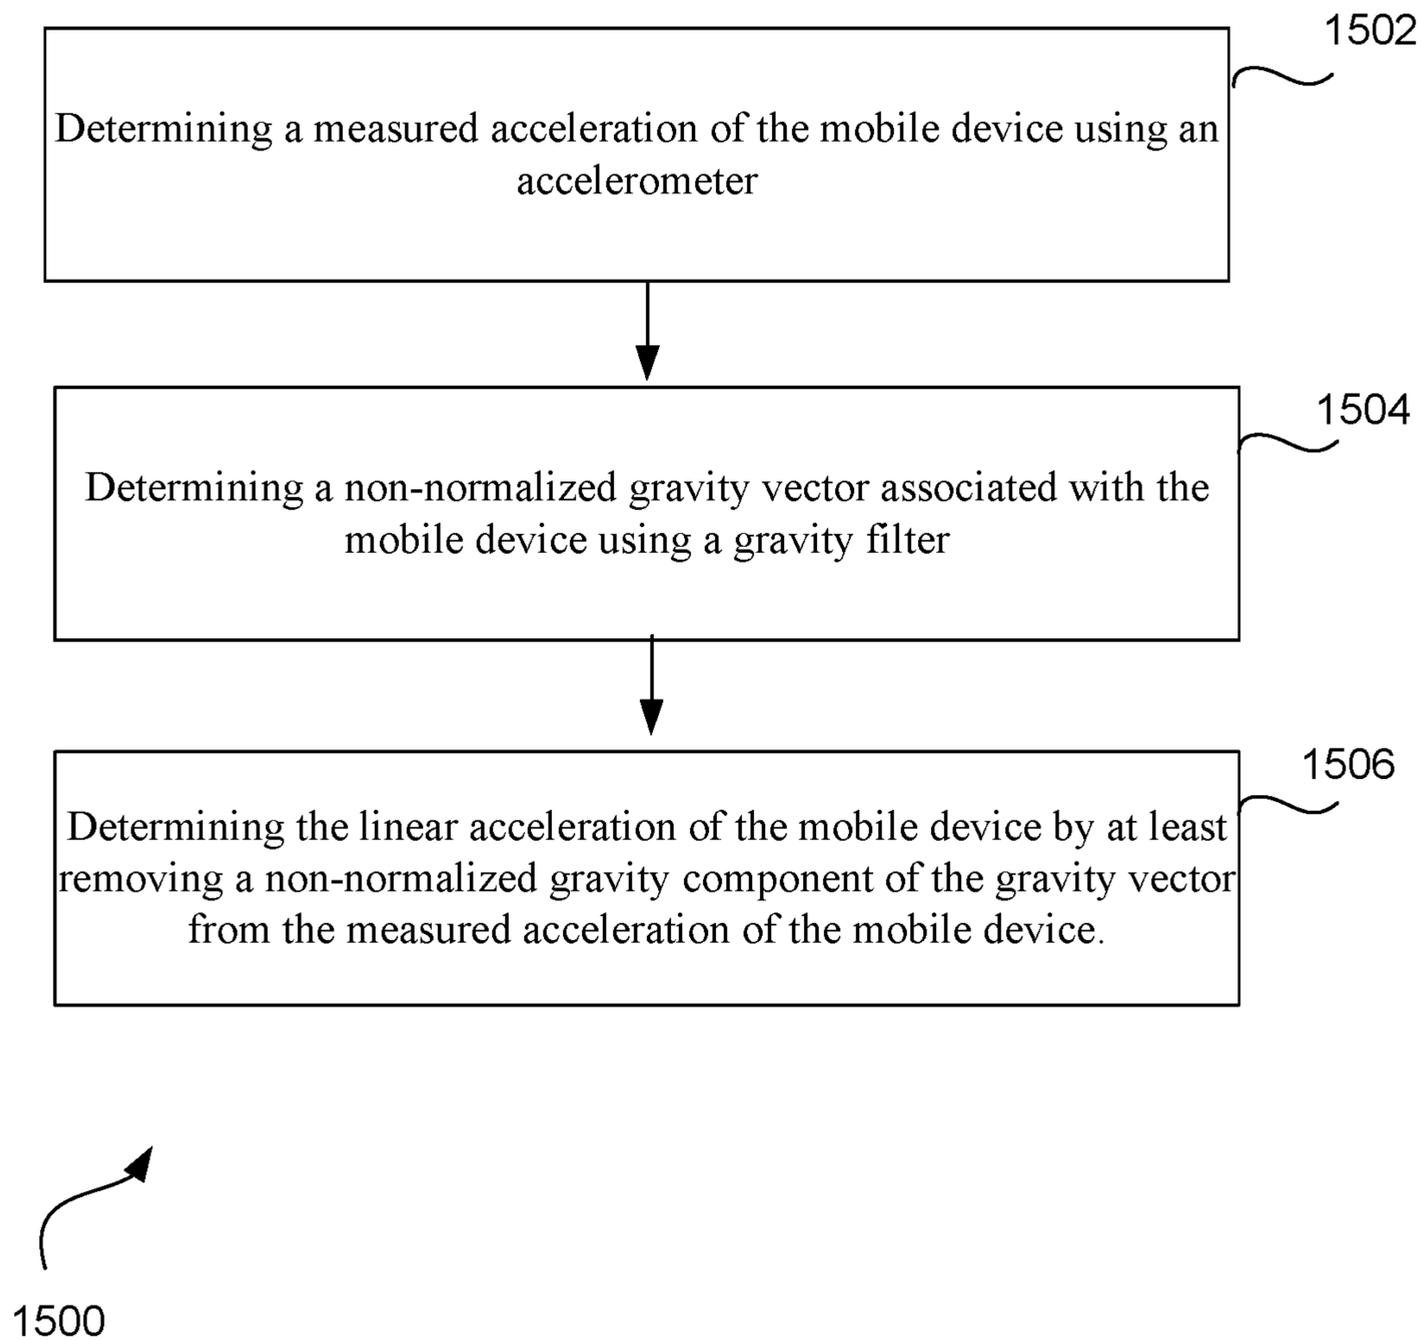 1502
Determining a measured acceleration of the mobile device using an
accelerometer
1504
Determining a non-normalized gravity vector associated with the
mobile device using a gravity filter
1506
Determining the linear acceleration of the mobile device by at least
removing a non-normalized gravity component of the gravity vector
from the measured acceleration of the mobile device.
1500